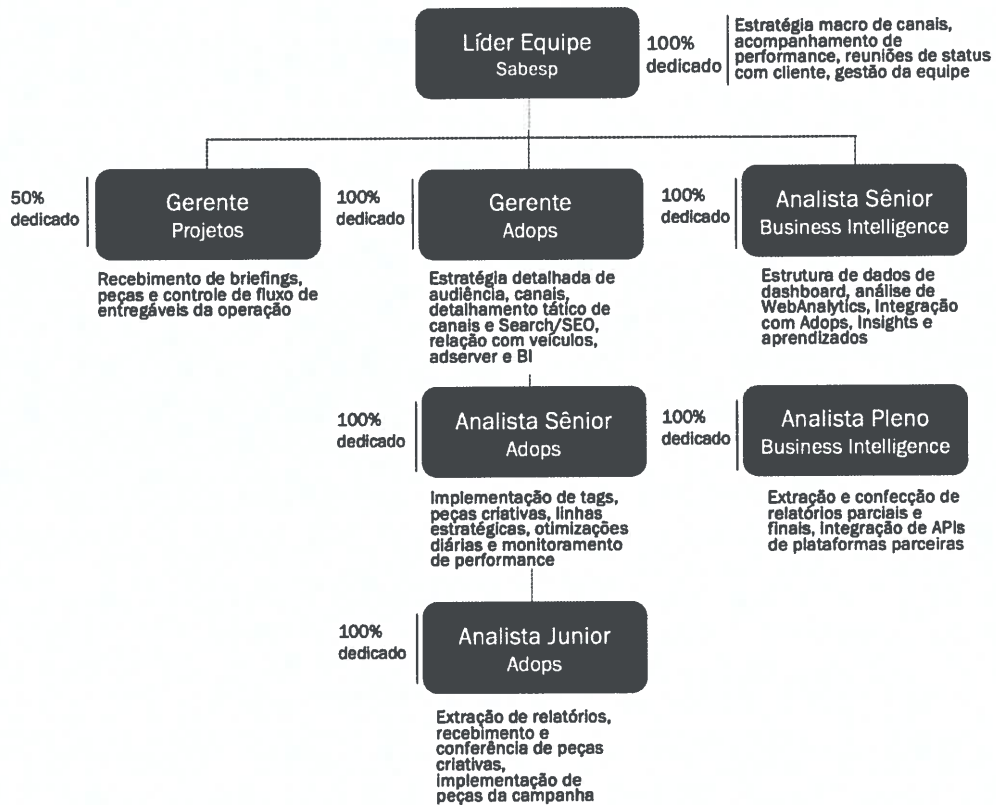 Líder Equipe
Sabesp
100%
dedicado
Estratégia macro de canais,
acompanhamento de
performance, reuniões de status
com cliente, gestão da equipe
50%
dedicado
Gerente
Projetos
Recebimento de briefings,
peças e controle de fluxo de
entregáveis da operação
100%
dedicado
Gerente
Adops
Estratégia detalhada de
audiência, canais,
detalhamento tático de
canais e Search/SEO,
relação com veículos,
adserver e BI
100%
dedicado
Analista Sênior
Business Intelligence
Estrutura de dados de
dashboard, análise de
WebAnalytics, Integração
com Adops, Insights e
aprendizados
100%
dedicado
Analista Sênior
Adops
Implementação de tags,
peças criativas, linhas
estratégicas, otimizações
diárias e monitoramento
de performance
100%
dedicado
Analista Pleno
Business Intelligence
Extração e confecção de
relatórios parciais e
finais, integração de APIs
de plataformas parceiras
100%
dedicado
Analista Junior
Adops
Extração de relatórios,
recebimento e
conferência de peças
criativas,
implementação de
peças da campanha